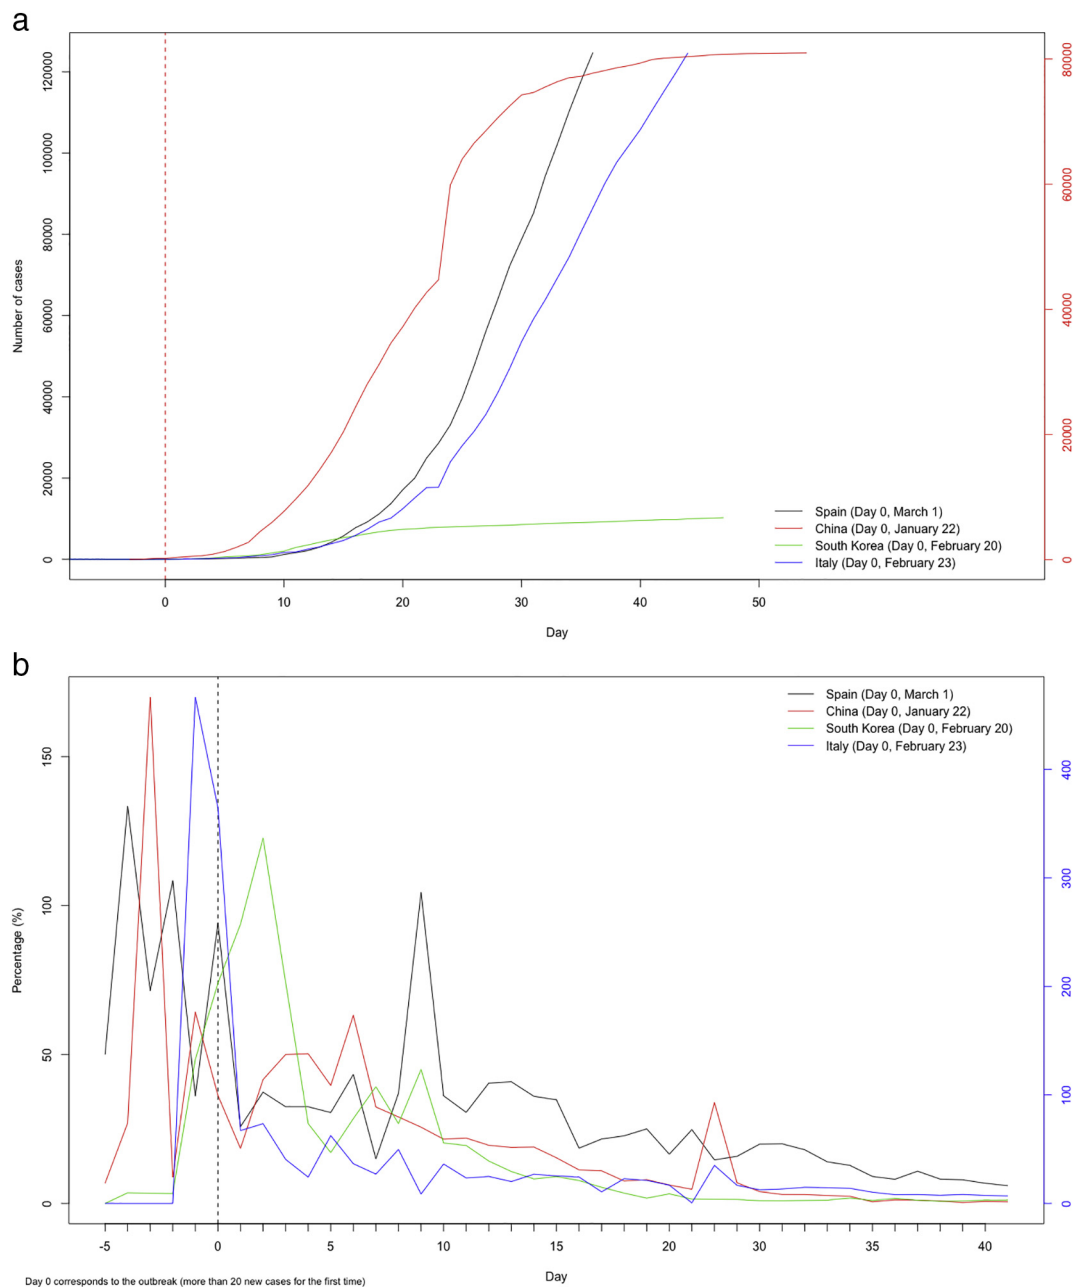 a
120000
100000
80000
60000
40000
20000
0
Number of cases
80000
60000
40000
20000
0
Spain (Day 0, March 1)
China (Day 0, January 22)
South Korea (Day 0, February 20)
Italy (Day 0, February 23)
0 10 20 30 40 50
Day
b
150
100
50
0
Percentage (%)
400
300
200
100
0
Spain (Day 0, March 1)
China (Day 0, January 22)
South Korea (Day 0, February 20)
Italy (Day 0, February 23)
-5 0 5 10 15 20 30 35 40
Day
Day 0 corresponds to the outbreak (more than 20 new cases for the first time)